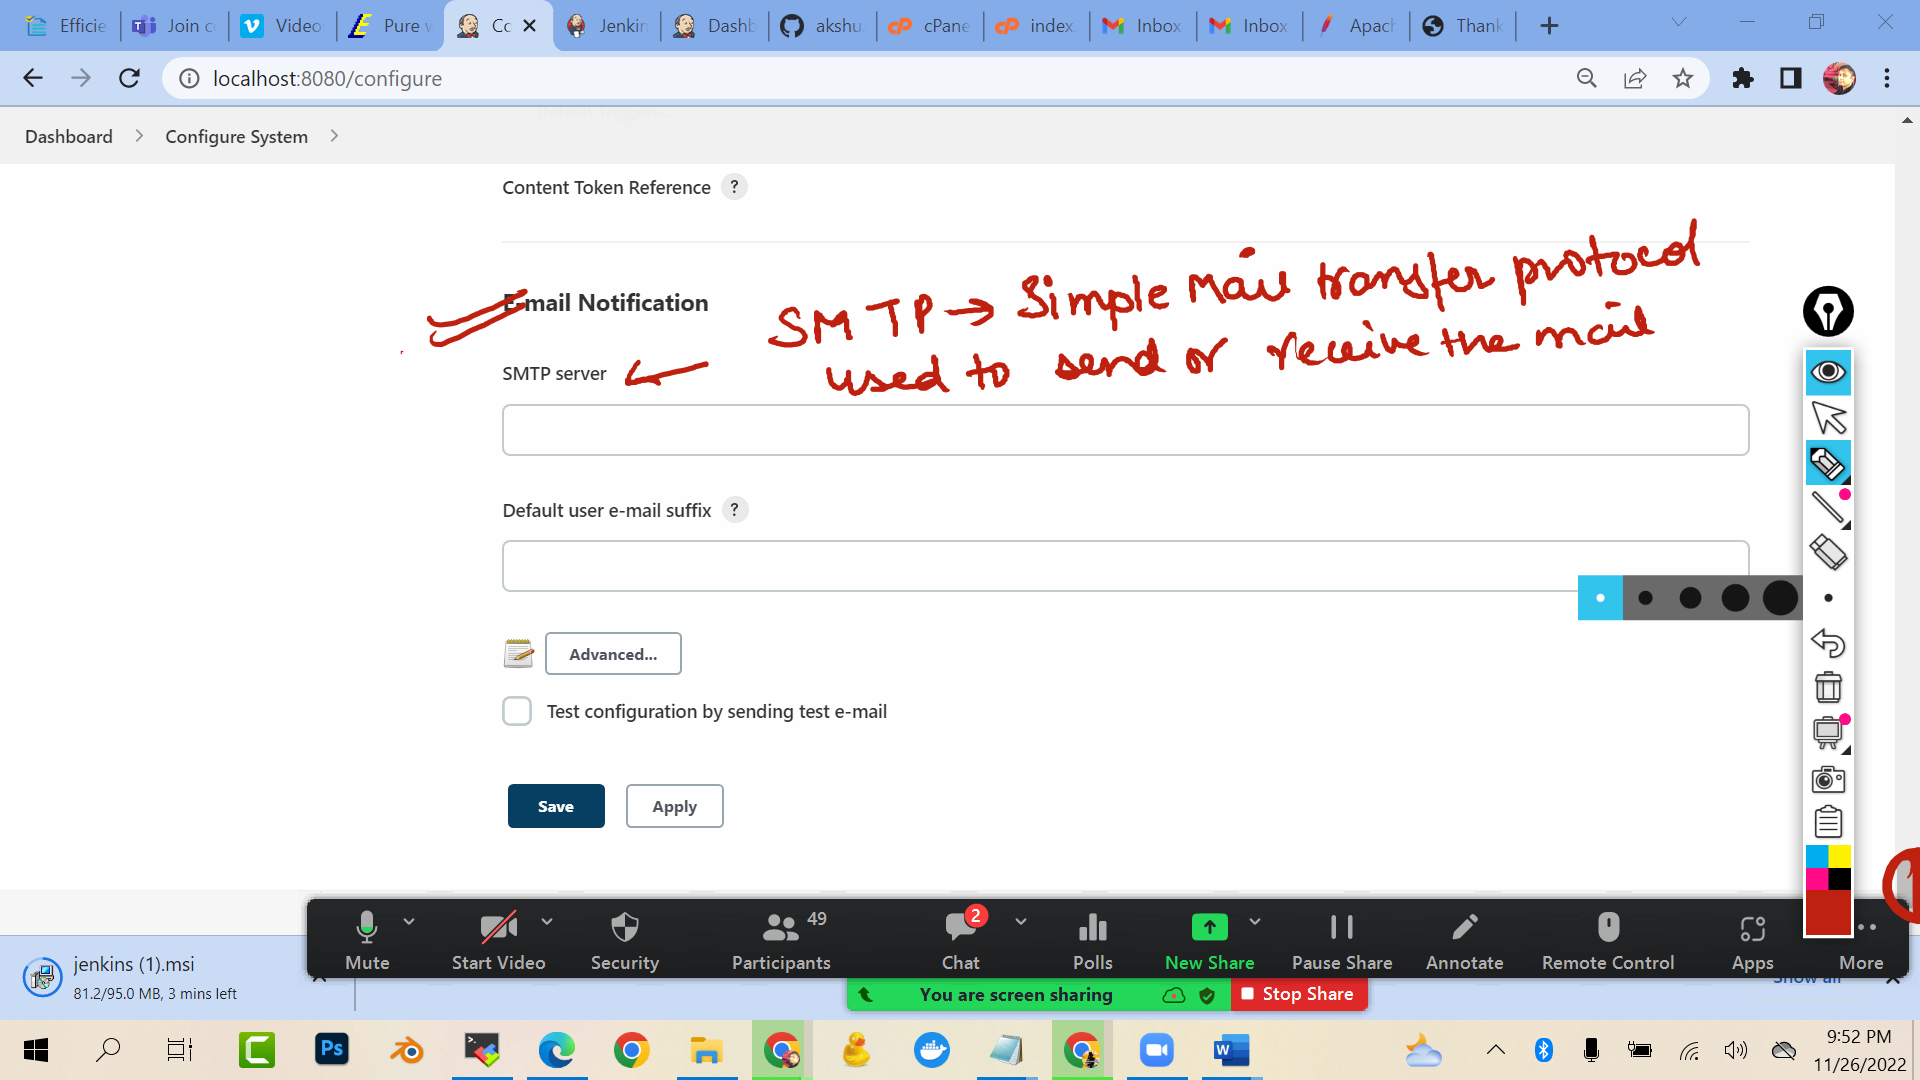 Efficie
Join c
Video
Pure v
Cc
Jenkin
Dashb
akshu
cPane
index.
Inbox
Inbox
Apach
Thank
localhost:8080/configure
Dashboard
Configure System
Content Token Reference ?
E-mail Notification
SMTP → Simple Mail transfer protocol
used to send or receive the mail
SMTP server
Default user e-mail suffix ?
Advanced...
Test configuration by sending test e-mail
Save
Apply
49
2
Mute
Start Video
Security
Participants
Chat
Polls
New Share
Pause Share
Annotate
Remote Control
Apps
More
jenkins (1).msi
81.2/95.0 MB, 3 mins left
You are screen sharing
Stop Share
Show all
Ps
W
9:52 PM
11/26/2022